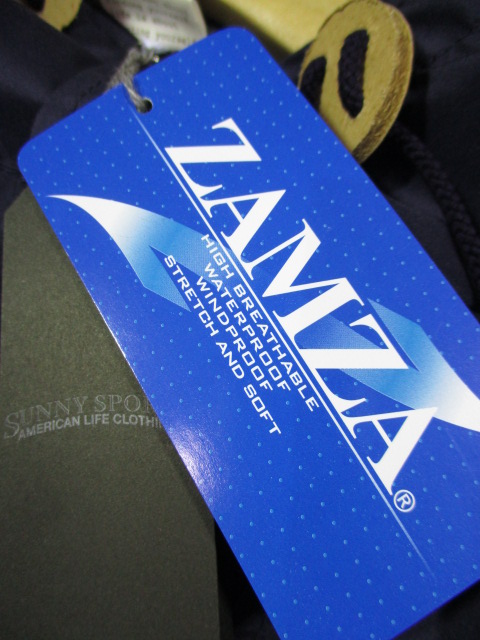 ZAMZA®
HIGH BREATHABLE
WATERPROOF
WINDPROOF
STRETCH AND SOFT
SUNNY SPO
AMERICAN LIFE CLOTHI